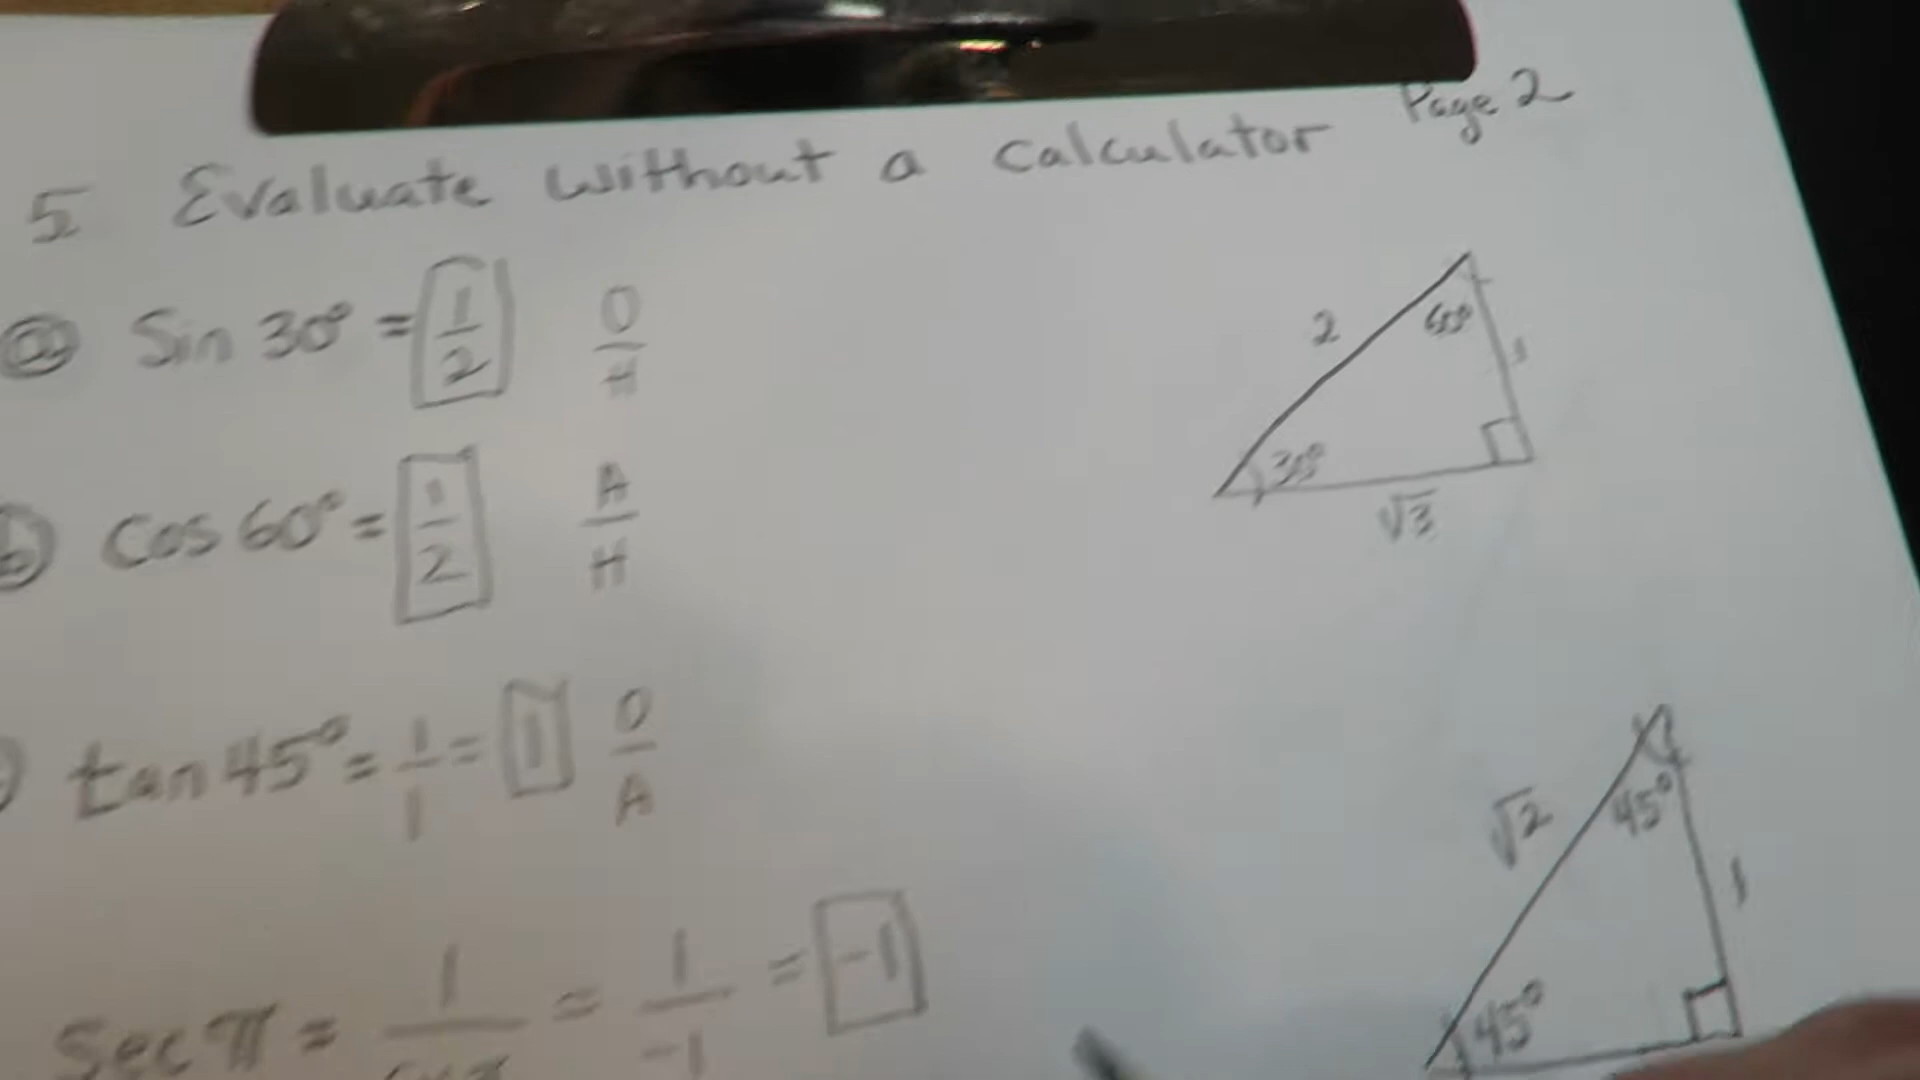 Page 2
5 Evaluate without a calculator
ⓐ Sin 30° = 1/2 O/H
2 60° 1
30° √3
ⓑ cos 60° = 1/2 A/H
tan 45° = 1/1 = 1 O/A
√2 45° 1
45°
Sec π = 1/ = 1/-1 = -1